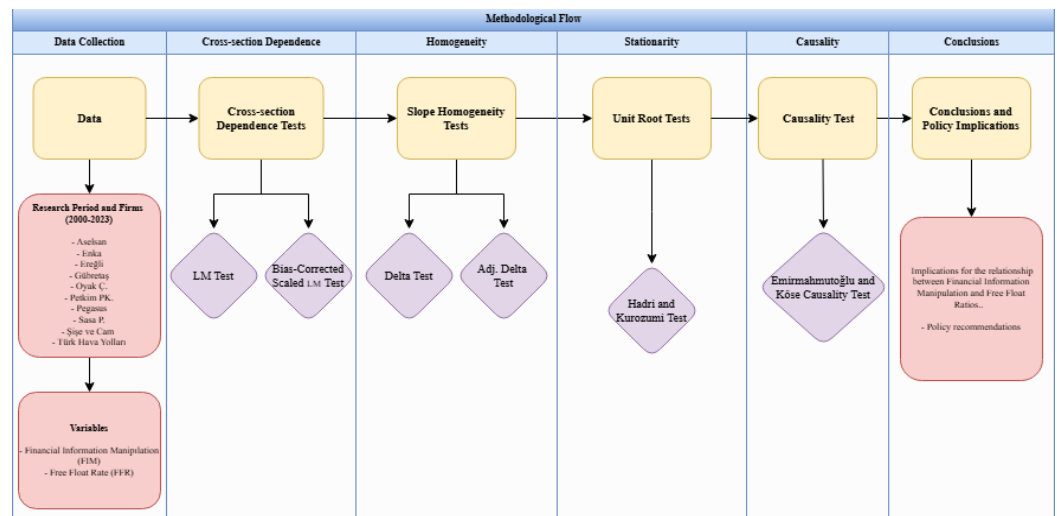 Methodological Flow
Data Collection
Cross-section Dependence
Homogeneity
Stationarity
Causality
Conclusions
Data
Cross-section
Dependence Tests
Slope Homogeneity
Tests
Unit Root Tests
Causality Test
Conclusions and
Policy Implications
Research Period and Firms
(2000-2023)
- Aselsan
- Enka
- Ereğli
- Gübretaş
- Oyak Ç.
- Petkim PK.
- Pegasus
- Sasa P.
- Şişe ve Cam
- Türk Hava Yolları
LM Test
Bias-Corrected
Scaled LM Test
Delta Test
Adj. Delta
Test
Hadri and
Kurozumi Test
Emirmahmutoğlu and
Köse Causality Test
Implications for the relationship
between Financial Information
Manipulation and Free Float
Ratios..
- Policy recommendations
Variables
- Financial Information Manipilation
(FIM)
- Free Float Rate (FFR)